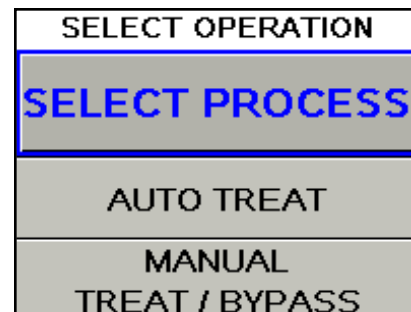 SELECT OPERATION
SELECT PROCESS
AUTO TREAT
MANUAL
TREAT / BYPASS